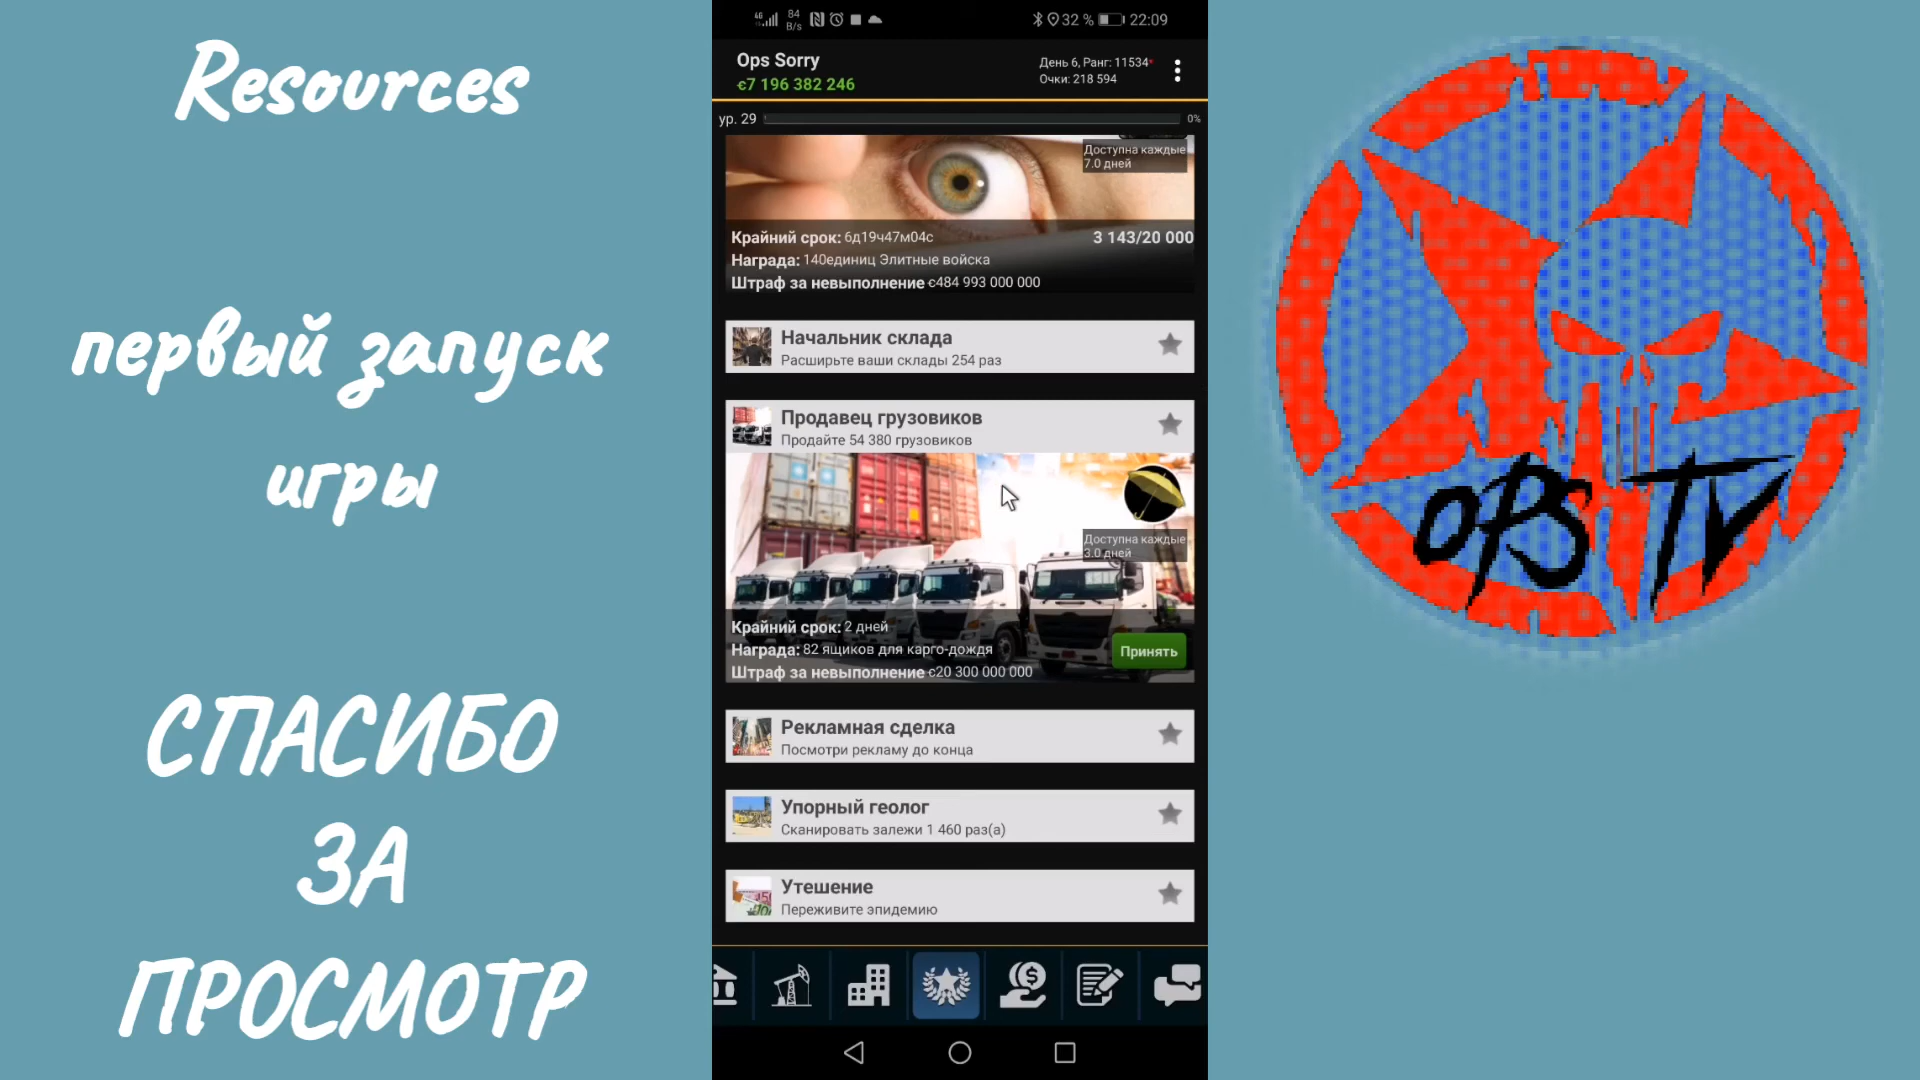 Resources
первый запуск
игры
СПАСИБО
ЗА
ПРОСМОТР
4G
84
B/s
32 %
22:09
Ops Sorry
€7 196 382 246
День 6, Ранг: 11534*
Очки: 218 594
ур. 29
0%
Доступна каждые
7.0 дней
Крайний срок: 6д19ч47м04с
3 143/20 000
Награда: 140единиц Элитные войска
Штраф за невыполнение €484 993 000 000
Начальник склада
Расширьте ваши склады 254 раз
Продавец грузовиков
Продайте 54 380 грузовиков
Доступна каждые
3.0 дней
Крайний срок: 2 дней
Награда: 82 ящиков для карго-дождя
Принять
Штраф за невыполнение €20 300 000 000
Рекламная сделка
Посмотри рекламу до конца
Упорный геолог
Сканировать залежи 1 460 раз(а)
Утешение
Переживите эпидемию
OPS TV